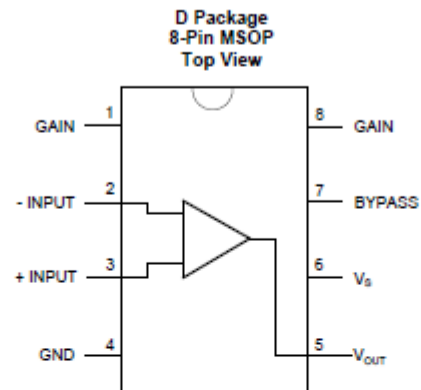 D Package
8-Pin MSOP
Top View
GAIN 1
8 GAIN
- INPUT 2
7 BYPASS
+ INPUT 3
6 VS
GND 4
5 VOUT